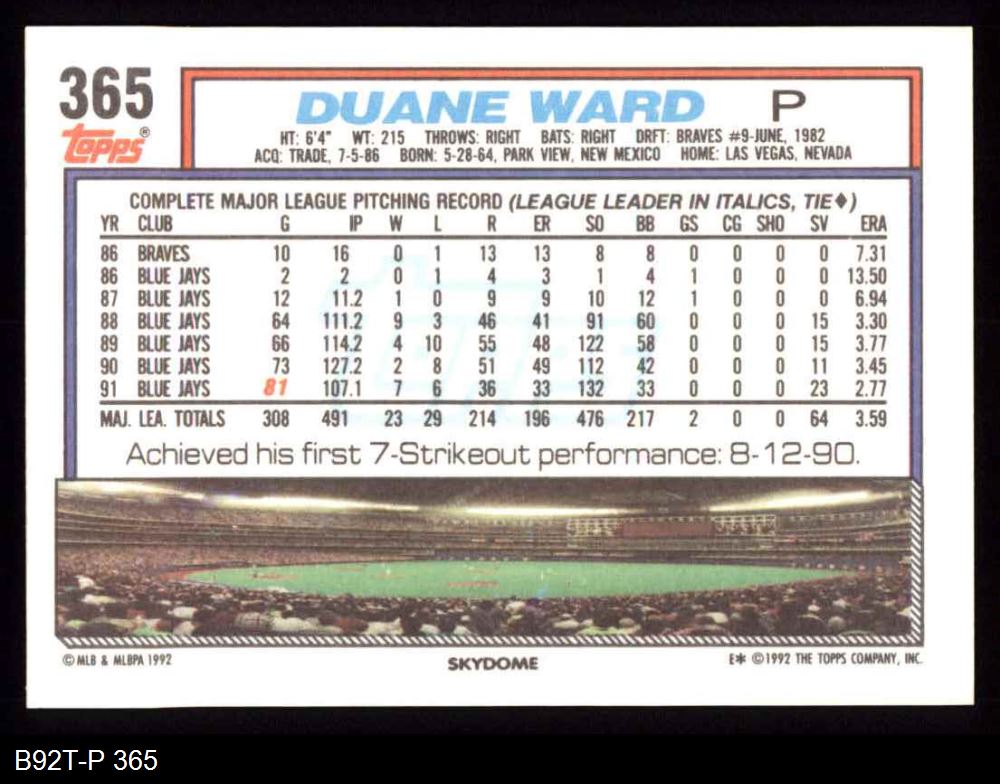 365
DUANE WARD P
TOPPS®
HT: 6'4" WT: 215 THROWS: RIGHT BATS: RIGHT DRFT: BRAVES #9-JUNE, 1982
ACQ: TRADE, 7-5-86 BORN: 5-28-64, PARK VIEW, NEW MEXICO HOME: LAS VEGAS, NEVADA
COMPLETE MAJOR LEAGUE PITCHING RECORD (LEAGUE LEADER IN ITALICS, TIE♦)
YR CLUB G IP W L R ER SO BB GS CG SHO SV ERA
86 BRAVES 10 16 0 1 13 13 8 8 0 0 0 0 7.31
86 BLUE JAYS 2 2 0 1 4 3 1 4 1 0 0 0 13.50
87 BLUE JAYS 12 11.2 1 0 9 9 10 12 1 0 0 0 6.94
88 BLUE JAYS 64 111.2 9 3 46 41 91 60 0 0 0 15 3.30
89 BLUE JAYS 66 114.2 4 10 55 48 122 58 0 0 0 15 3.77
90 BLUE JAYS 73 127.2 2 8 51 49 112 42 0 0 0 11 3.45
91 BLUE JAYS 81 107.1 7 6 36 33 132 33 0 0 0 23 2.77
MAJ. LEA. TOTALS 308 491 23 29 214 196 476 217 2 0 0 64 3.59
Achieved his first 7-Strikeout performance: 8-12-90.
© MLB & MLBPA 1992 SKYDOME E* © 1992 THE TOPPS COMPANY, INC.
B92T-P 365